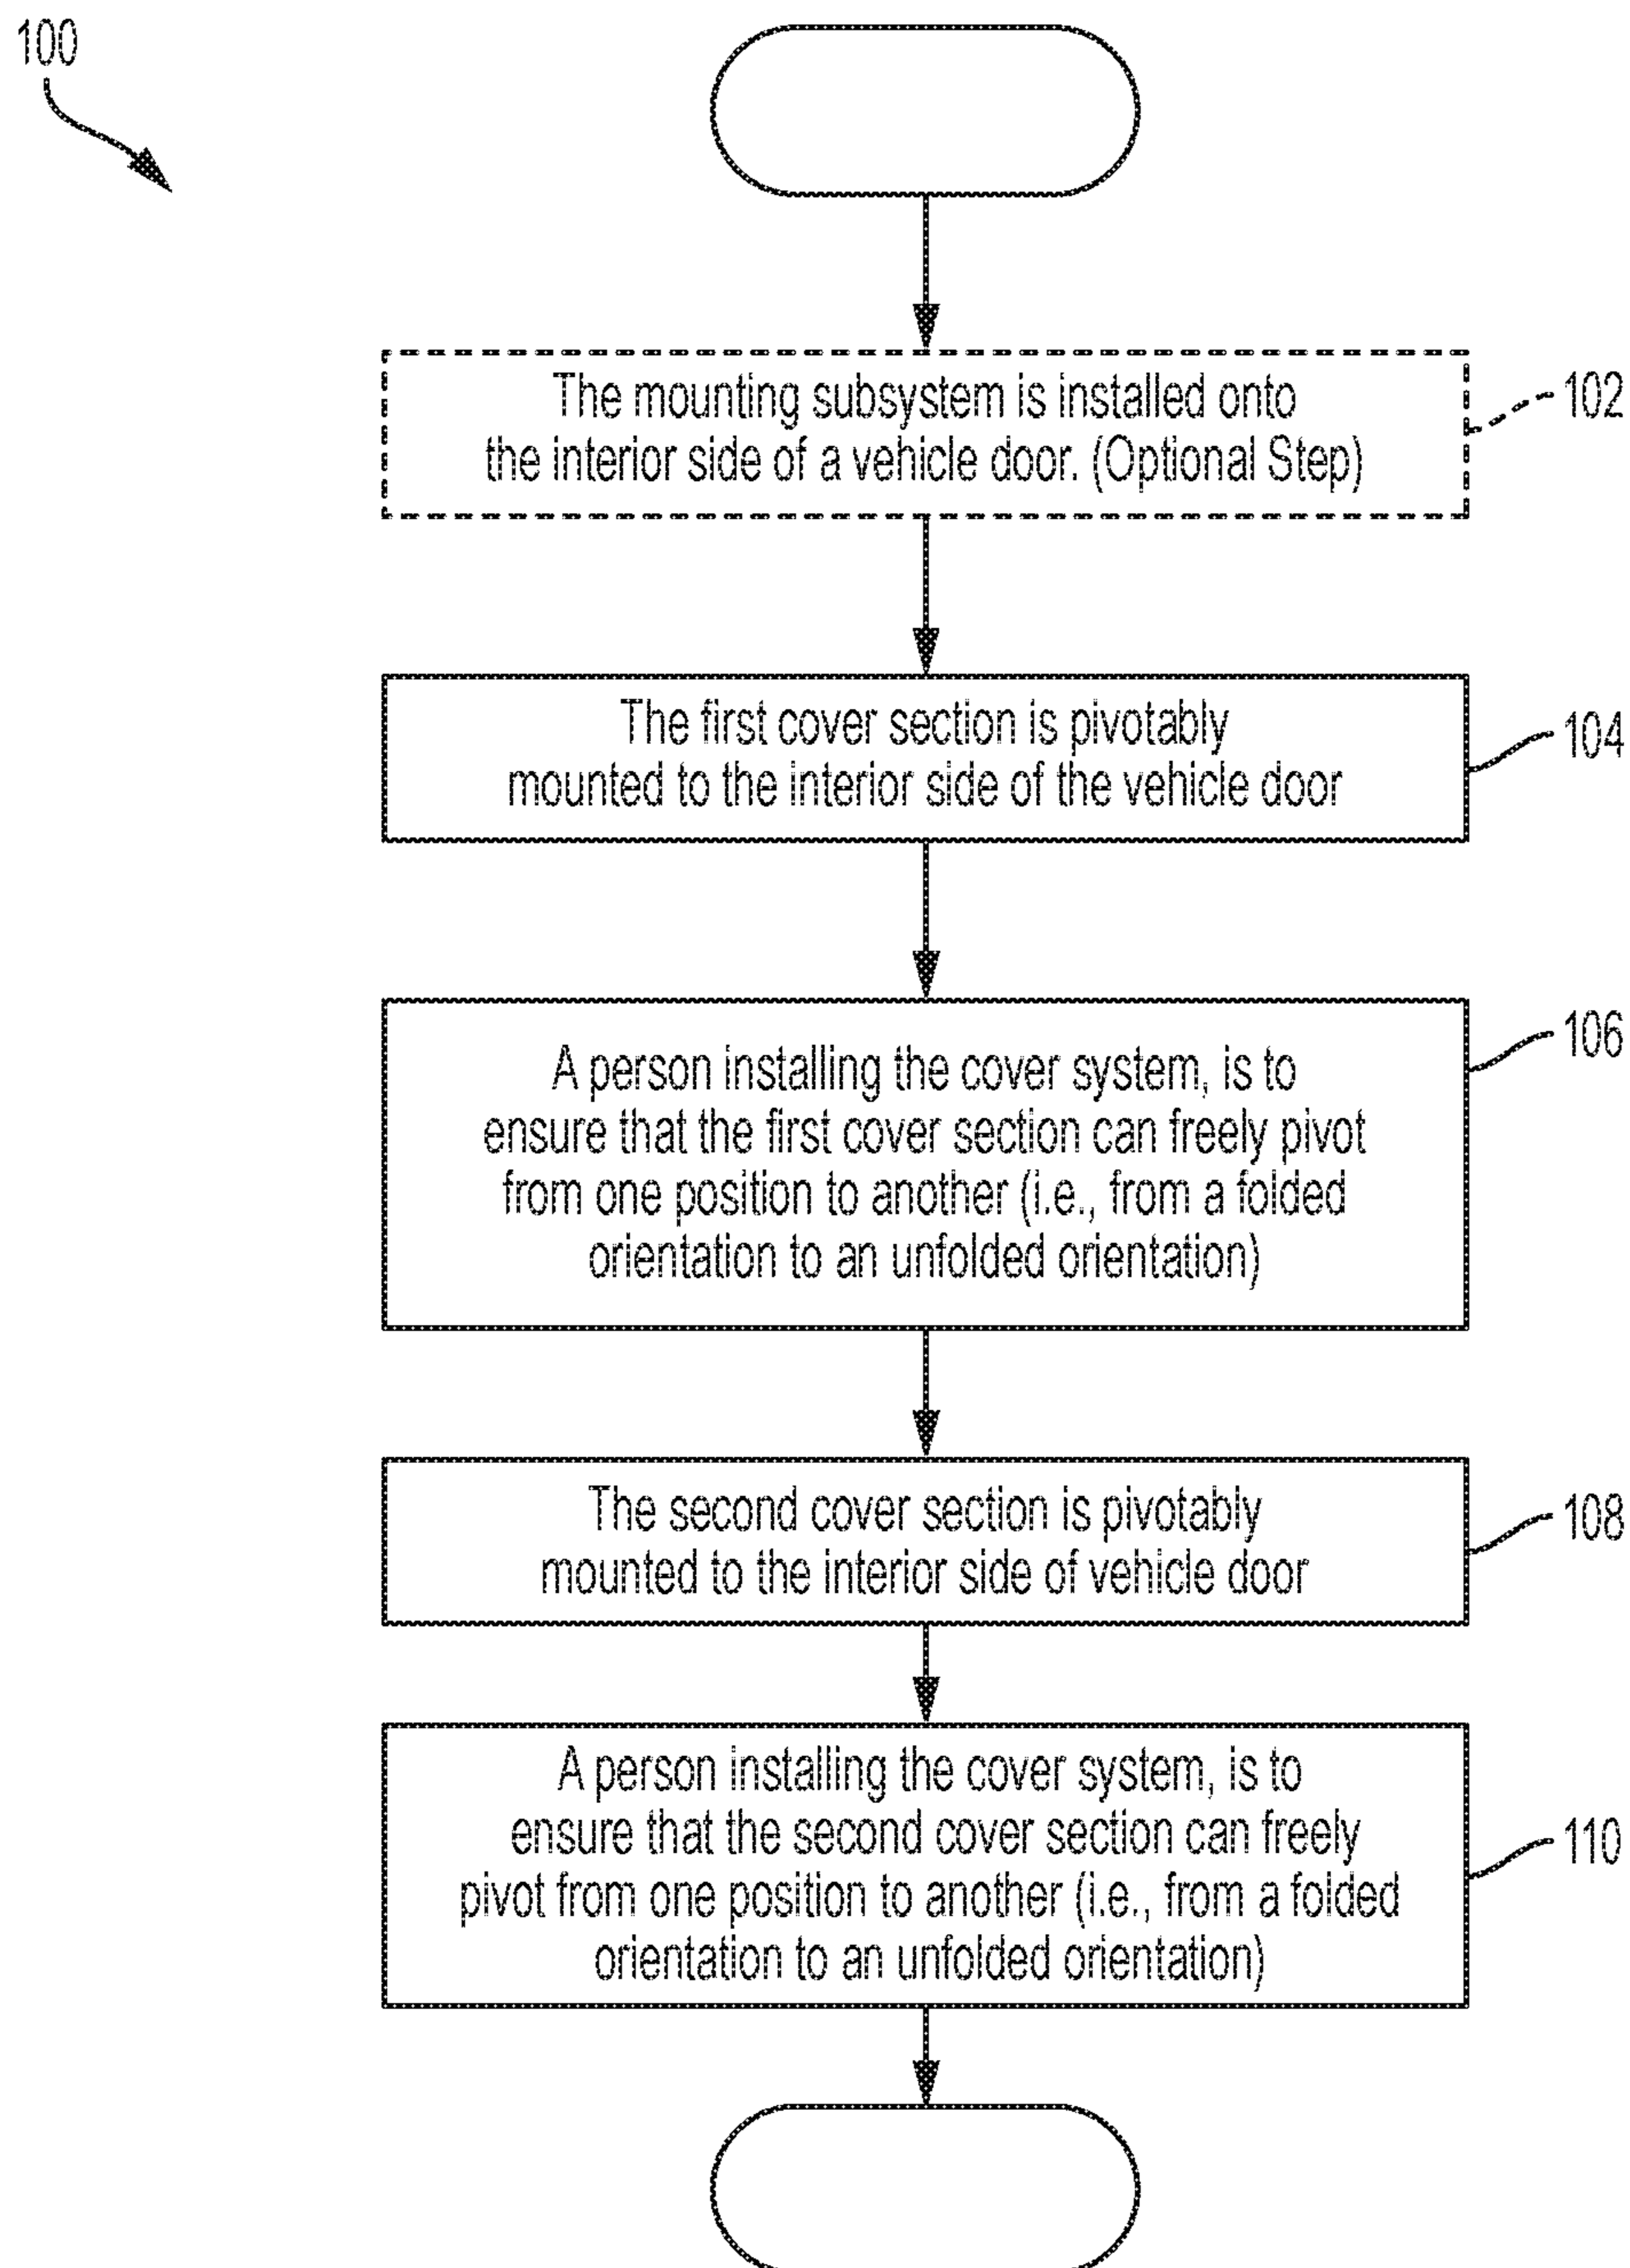 100
The mounting subsystem is installed onto
the interior side of a vehicle door. (Optional Step)
102
The first cover section is pivotably
mounted to the interior side of the vehicle door
104
A person installing the cover system, is to
ensure that the first cover section can freely pivot
from one position to another (i.e., from a folded
orientation to an unfolded orientation)
106
The second cover section is pivotably
mounted to the interior side of vehicle door
108
A person installing the cover system, is to
ensure that the second cover section can freely
pivot from one position to another (i.e., from a folded
orientation to an unfolded orientation)
110